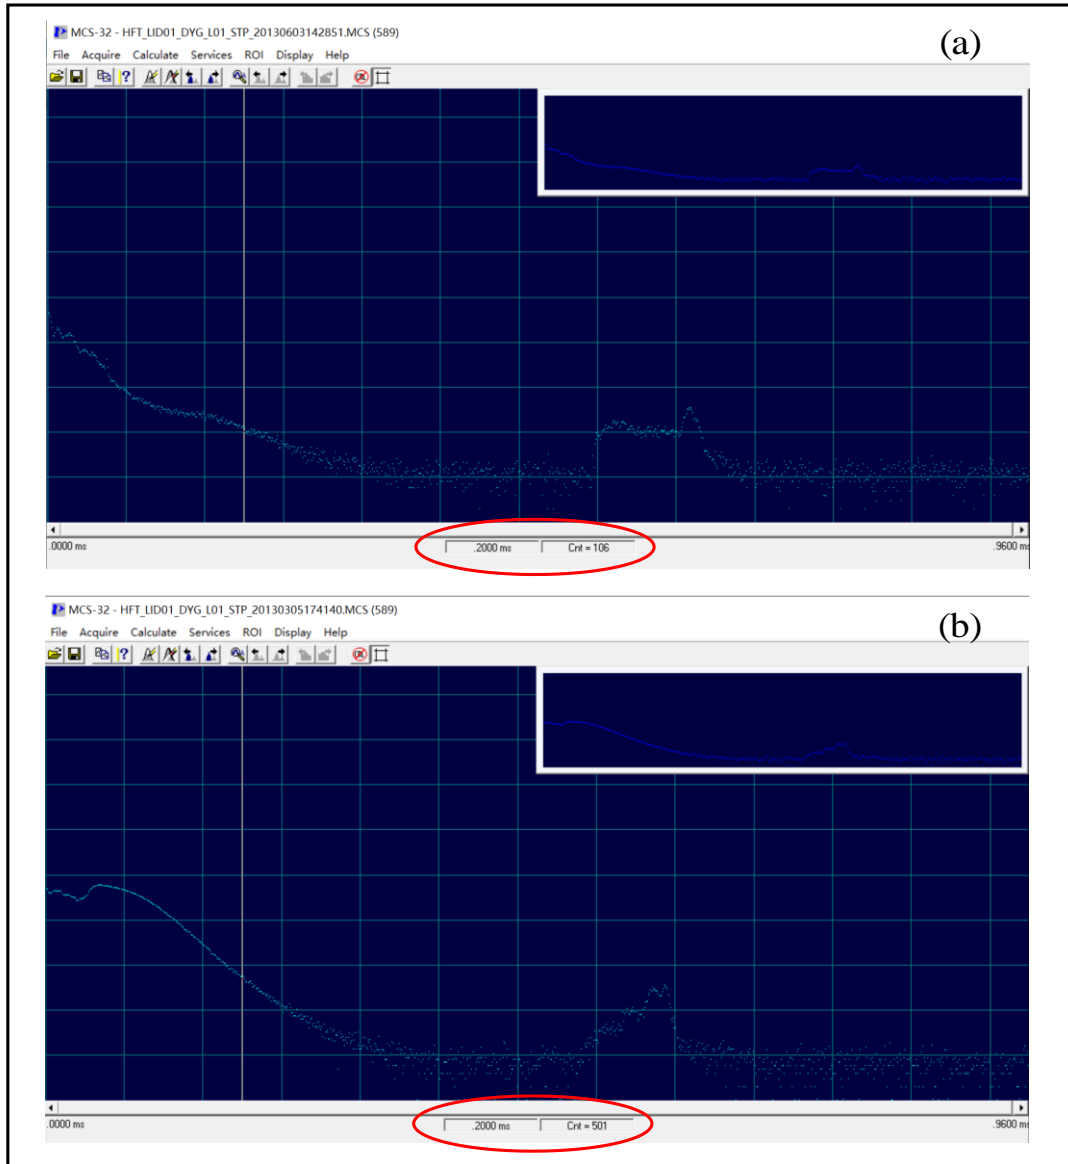 MCS-32 - HFT_LID01_DYG_L01_STP_20130603142851.MCS (589)
(a)
File Acquire Calculate Services ROI Display Help
.0000 ms .2000 ms Cnt = 106 .9600 ms
MCS-32 - HFT_LID01_DYG_L01_STP_20130305174140.MCS (589)
(b)
File Acquire Calculate Services ROI Display Help
.0000 ms .2000 ms Cnt = 501 .9600 ms